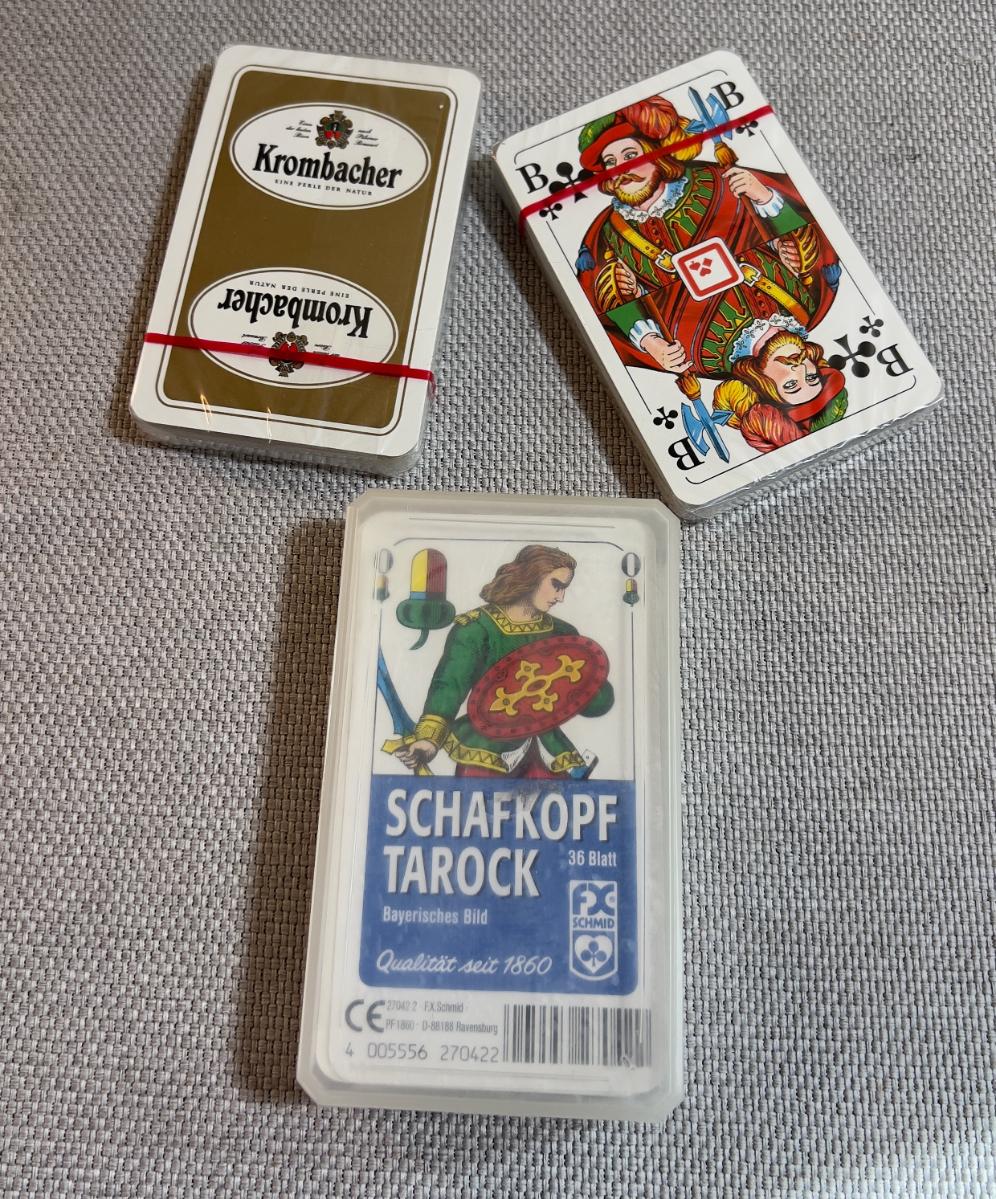 Krombacher
EINE PERLE DER NATUR
Krombacher
EINE PERLE DER NATUR
B
B
B
B
O
O
SCHAFKOPF
TAROCK
36 Blatt
Bayerisches Bild
FX
SCHMID
Qualität seit 1860
CE
27042 2 · F.X.Schmid ·
PF1860 · D-88188 Ravensburg
4 005556 270422